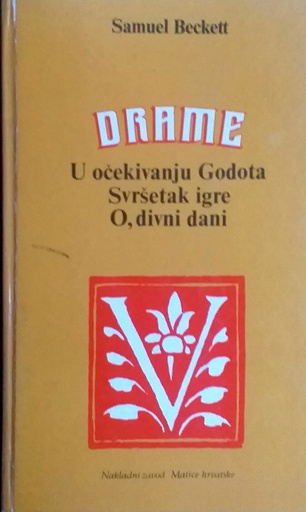 Samuel Beckett
DRAME
U očekivanju Godota
Svršetak igre
O, divni dani
V
Nakladni zavod Matice hrvatske